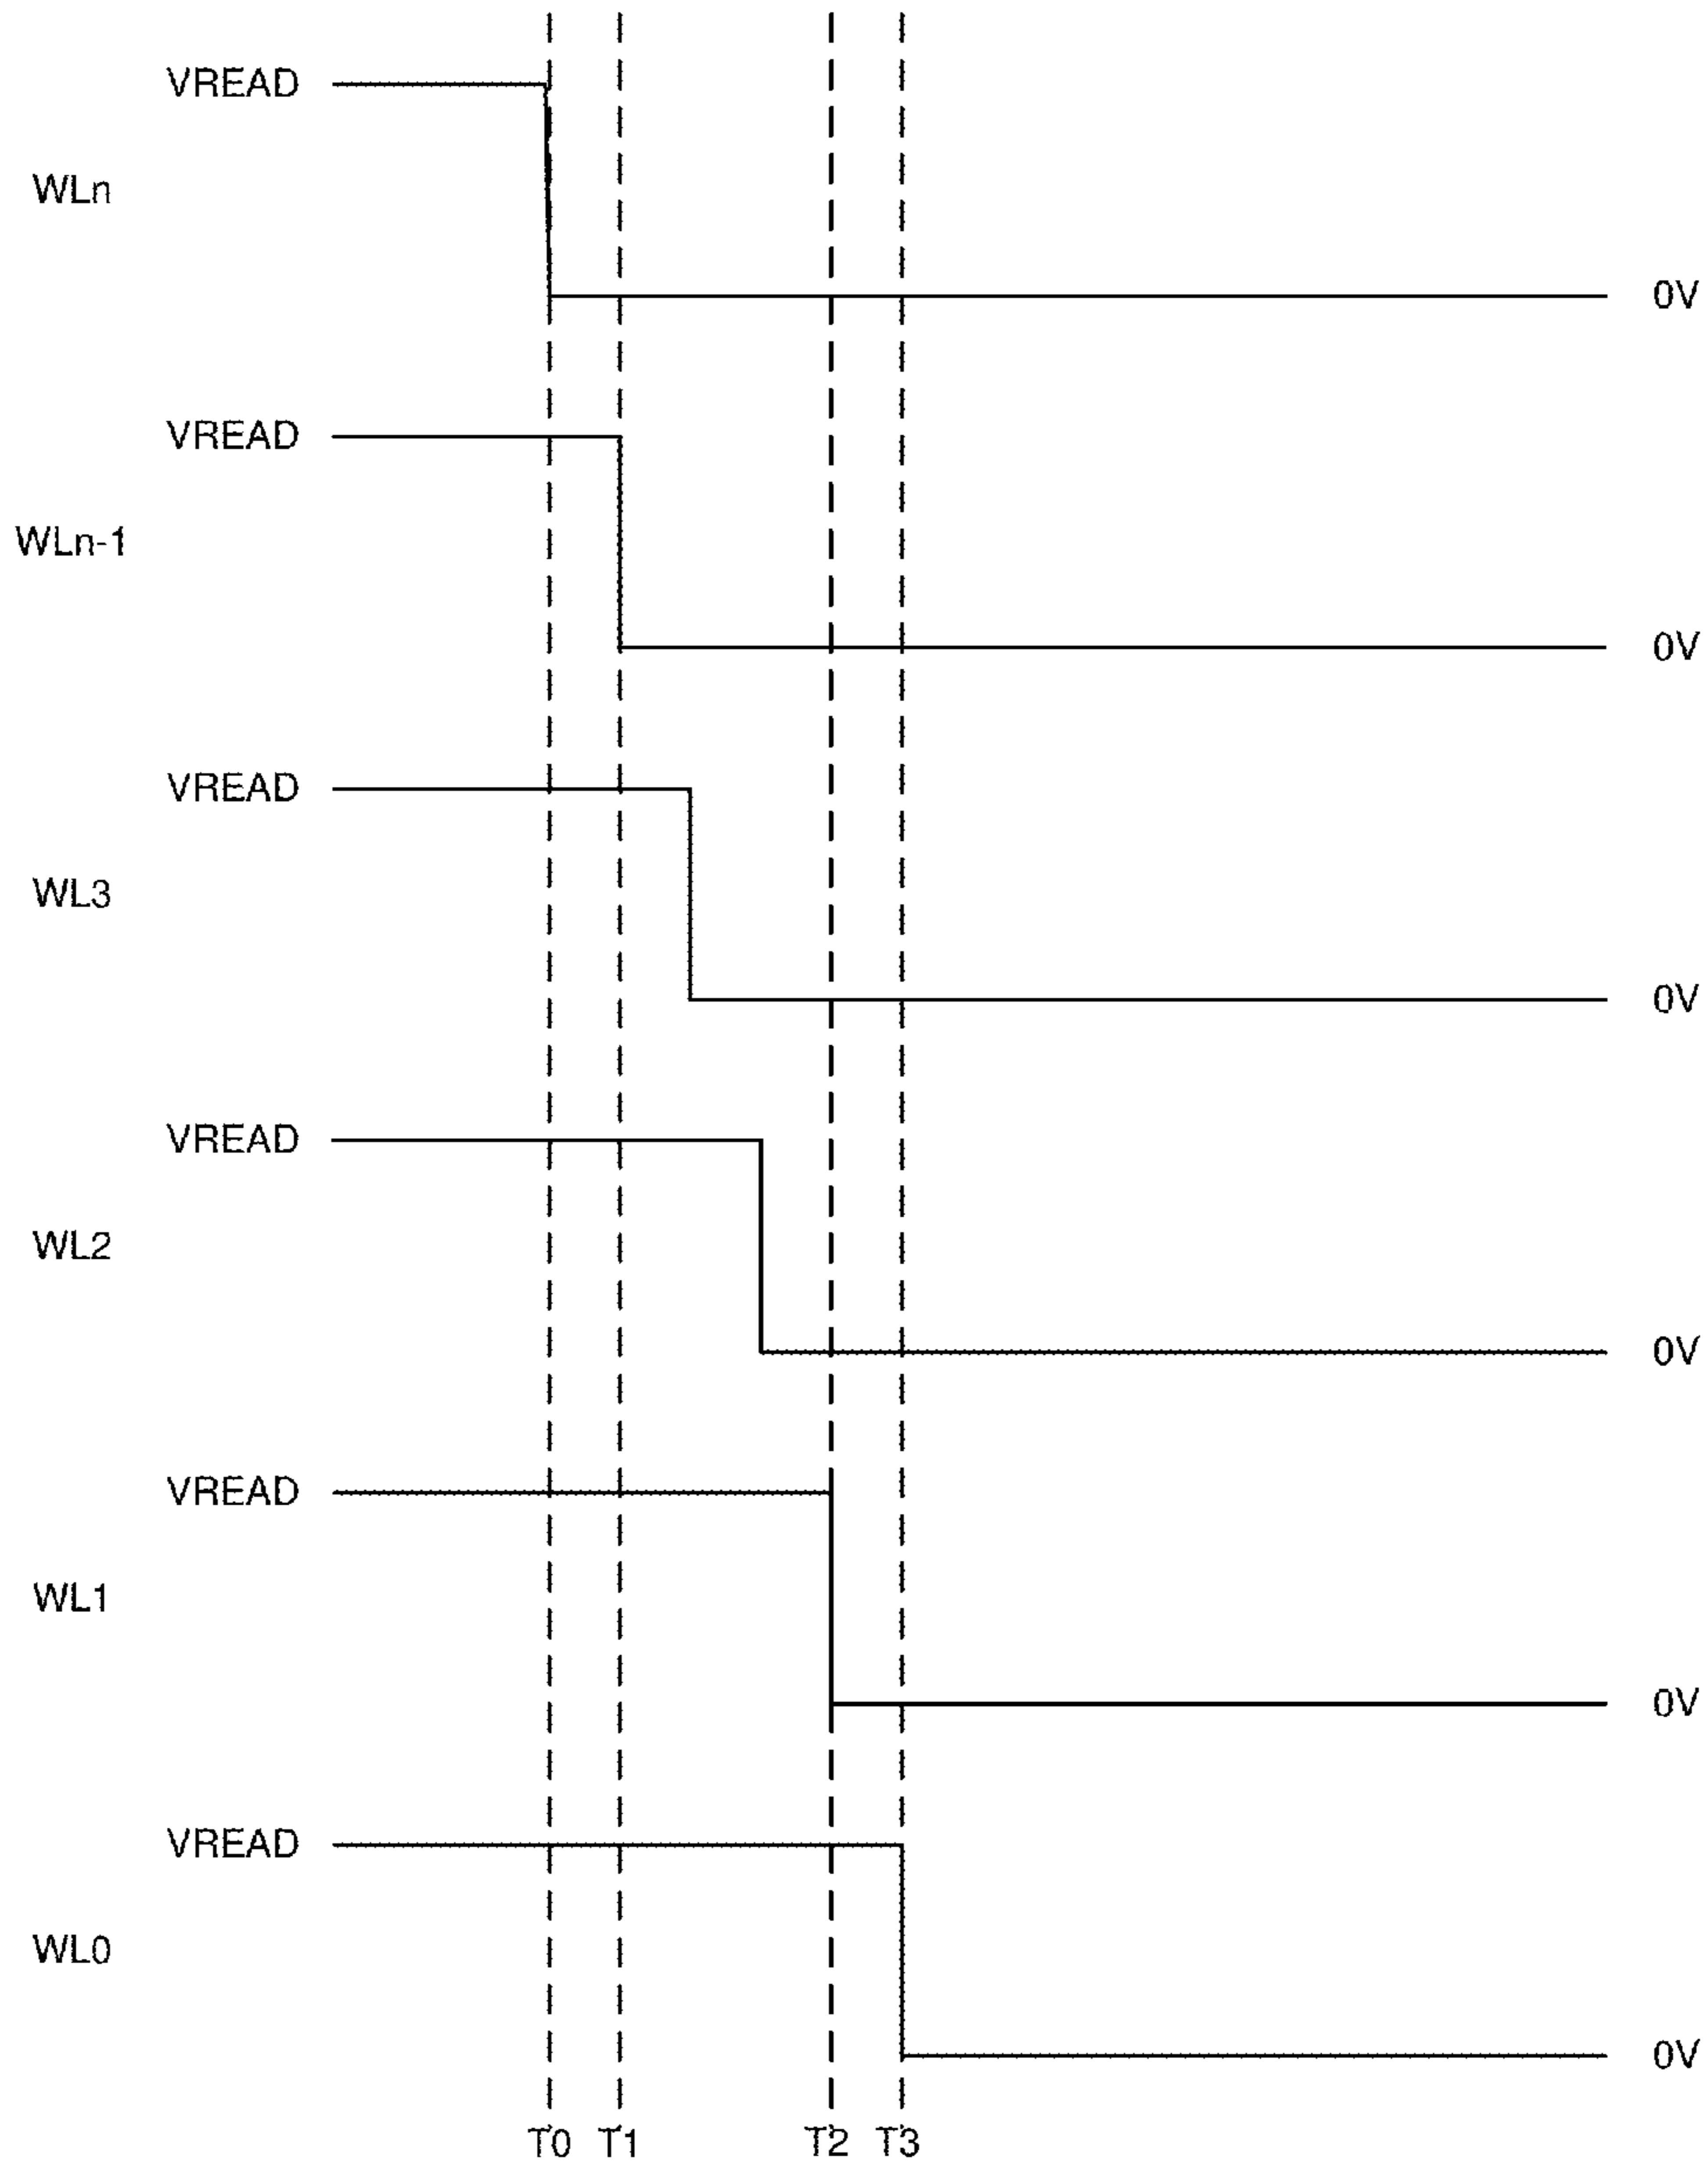 VREAD
WLn
0V
VREAD
WLn-1
0V
VREAD
WL3
0V
VREAD
WL2
0V
VREAD
WL1
0V
VREAD
WL0
0V
T0 T1 T2 T3